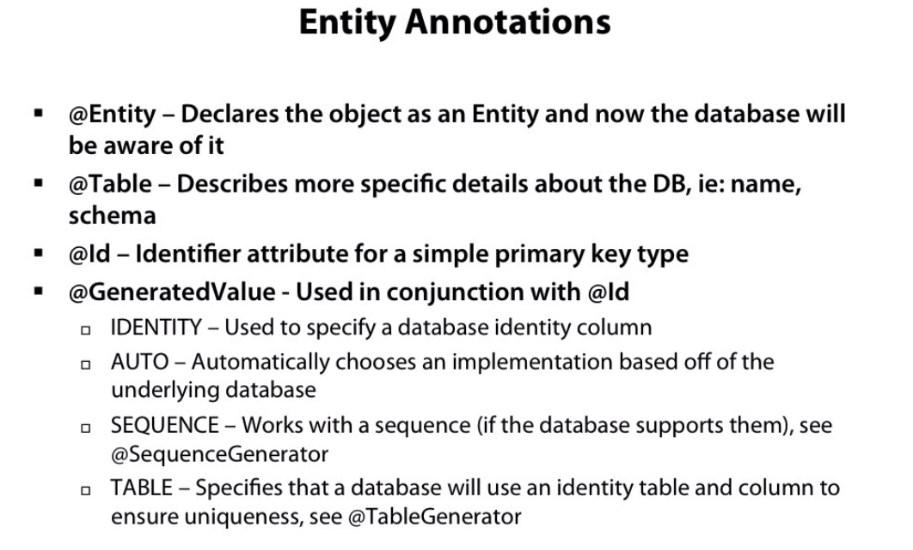 Entity Annotations
▪ @Entity – Declares the object as an Entity and now the database will
be aware of it
▪ @Table – Describes more specific details about the DB, ie: name,
schema
▪ @Id – Identifier attribute for a simple primary key type
▪ @GeneratedValue - Used in conjunction with @Id
▫ IDENTITY – Used to specify a database identity column
▫ AUTO – Automatically chooses an implementation based off of the
underlying database
▫ SEQUENCE – Works with a sequence (if the database supports them), see
@SequenceGenerator
▫ TABLE – Specifies that a database will use an identity table and column to
ensure uniqueness, see @TableGenerator